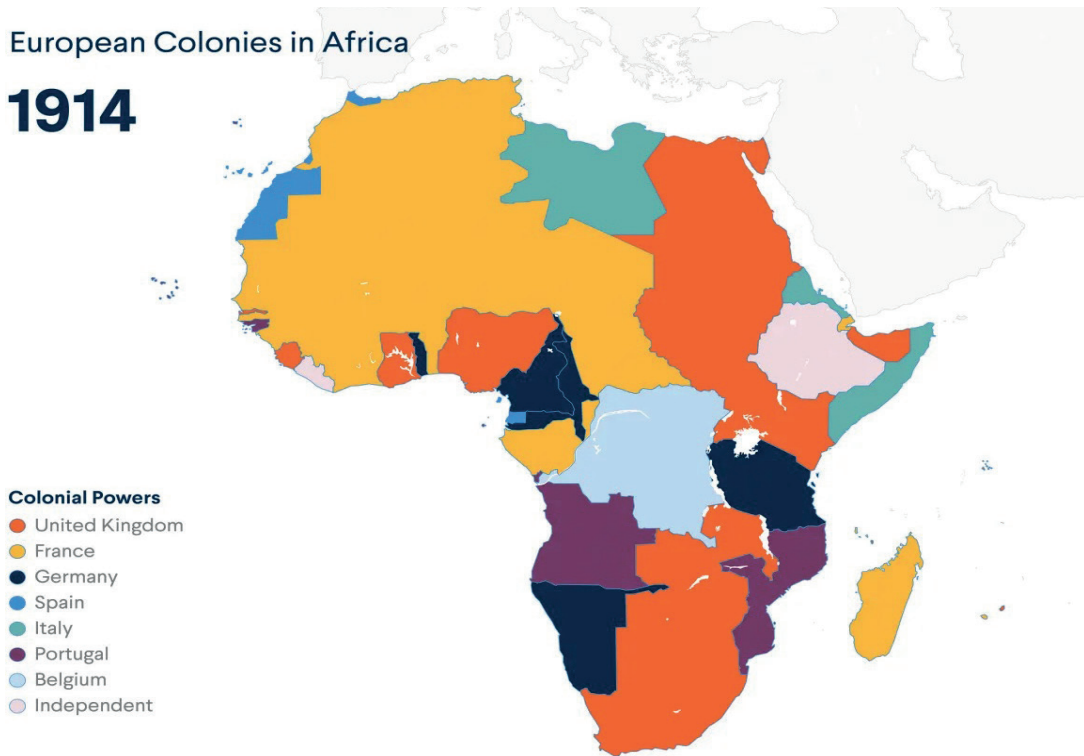 European Colonies in Africa
1914
Colonial Powers
United Kingdom
France
Germany
Spain
Italy
Portugal
Belgium
Independent